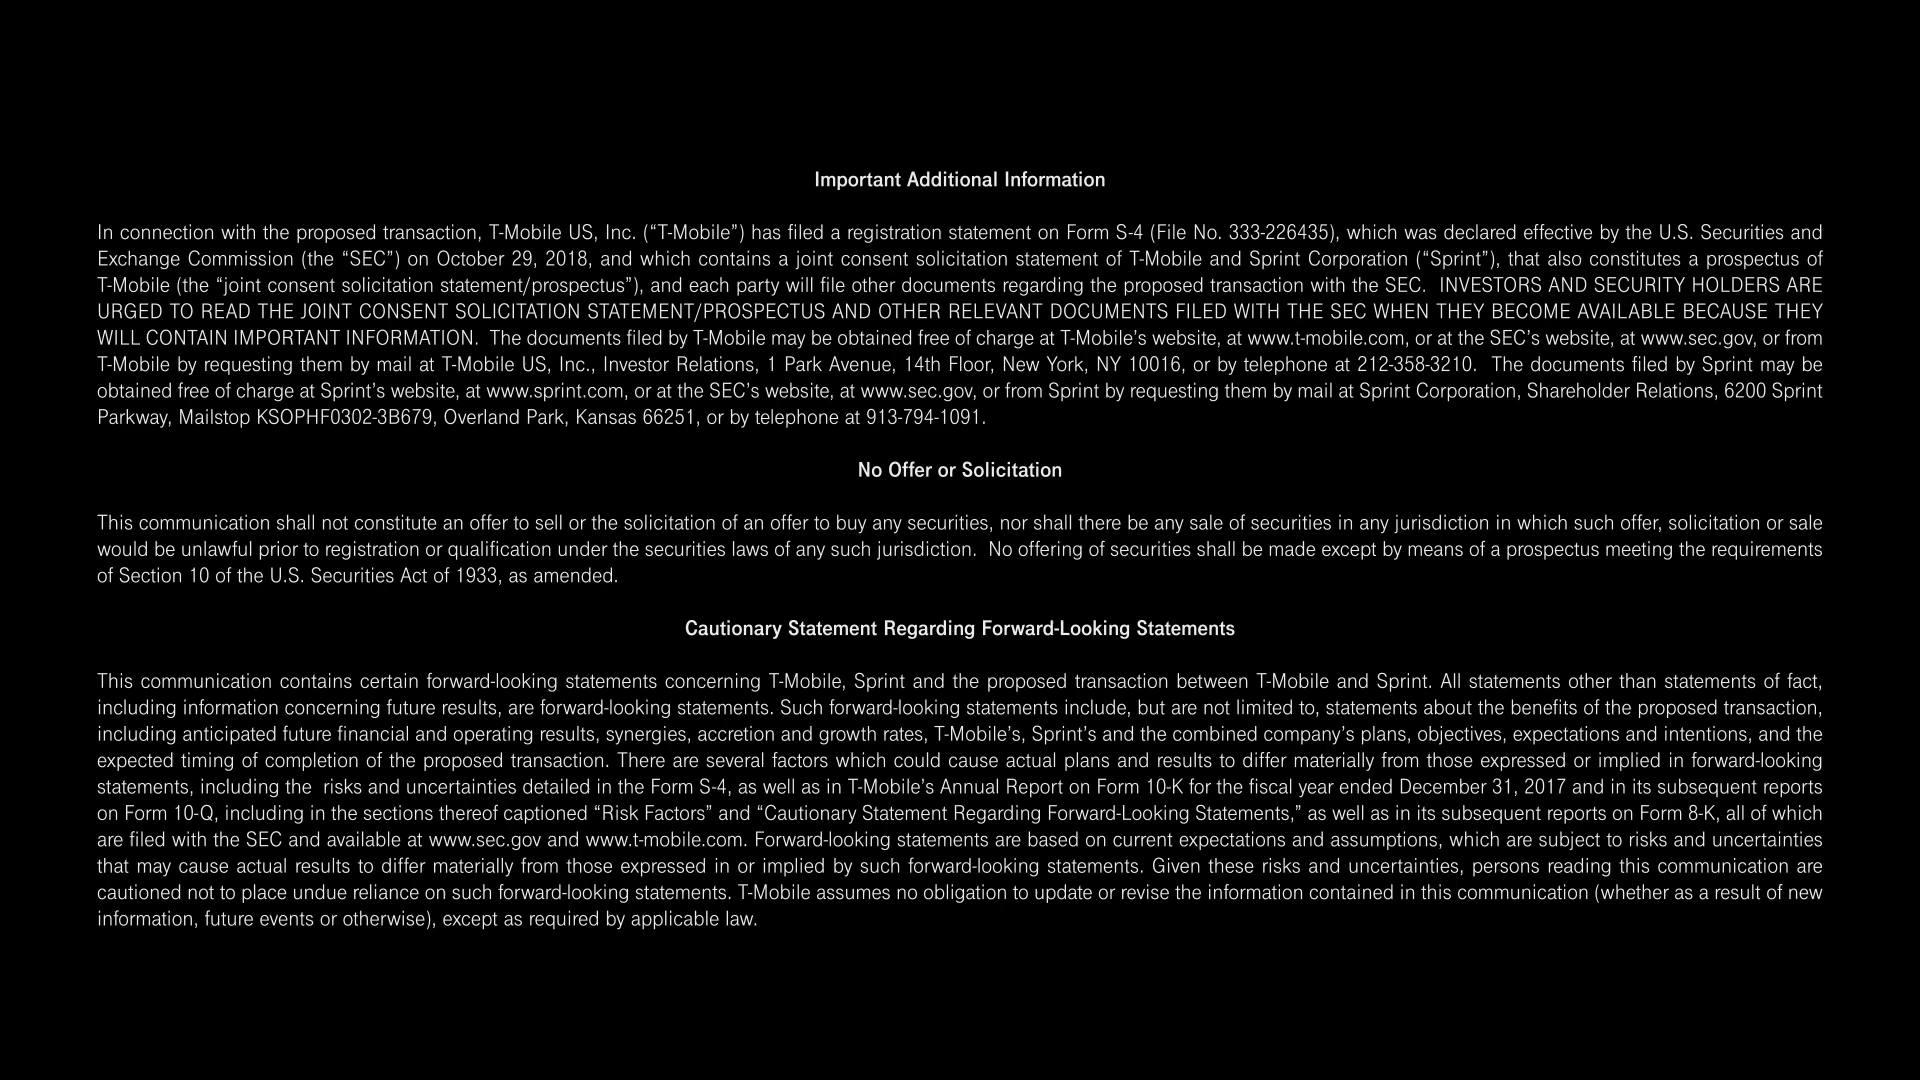 Important Additional Information
In connection with the proposed transaction, T-Mobile US, Inc. (“T-Mobile”) has filed a registration statement on Form S-4 (File No. 333-226435), which was declared effective by the U.S. Securities and
Exchange Commission (the “SEC”) on October 29, 2018, and which contains a joint consent solicitation statement of T-Mobile and Sprint Corporation (“Sprint”), that also constitutes a prospectus of
T-Mobile (the “joint consent solicitation statement/prospectus”), and each party will file other documents regarding the proposed transaction with the SEC.  INVESTORS AND SECURITY HOLDERS ARE
URGED TO READ THE JOINT CONSENT SOLICITATION STATEMENT/PROSPECTUS AND OTHER RELEVANT DOCUMENTS FILED WITH THE SEC WHEN THEY BECOME AVAILABLE BECAUSE THEY
WILL CONTAIN IMPORTANT INFORMATION.  The documents filed by T-Mobile may be obtained free of charge at T-Mobile’s website, at www.t-mobile.com, or at the SEC’s website, at www.sec.gov, or from
T-Mobile by requesting them by mail at T-Mobile US, Inc., Investor Relations, 1 Park Avenue, 14th Floor, New York, NY 10016, or by telephone at 212-358-3210.  The documents filed by Sprint may be
obtained free of charge at Sprint’s website, at www.sprint.com, or at the SEC’s website, at www.sec.gov, or from Sprint by requesting them by mail at Sprint Corporation, Shareholder Relations, 6200 Sprint
Parkway, Mailstop KSOPHF0302-3B679, Overland Park, Kansas 66251, or by telephone at 913-794-1091.
No Offer or Solicitation
This communication shall not constitute an offer to sell or the solicitation of an offer to buy any securities, nor shall there be any sale of securities in any jurisdiction in which such offer, solicitation or sale
would be unlawful prior to registration or qualification under the securities laws of any such jurisdiction.  No offering of securities shall be made except by means of a prospectus meeting the requirements
of Section 10 of the U.S. Securities Act of 1933, as amended.
Cautionary Statement Regarding Forward-Looking Statements
This communication contains certain forward-looking statements concerning T-Mobile, Sprint and the proposed transaction between T-Mobile and Sprint. All statements other than statements of fact,
including information concerning future results, are forward-looking statements. Such forward-looking statements include, but are not limited to, statements about the benefits of the proposed transaction,
including anticipated future financial and operating results, synergies, accretion and growth rates, T-Mobile’s, Sprint’s and the combined company’s plans, objectives, expectations and intentions, and the
expected timing of completion of the proposed transaction. There are several factors which could cause actual plans and results to differ materially from those expressed or implied in forward-looking
statements, including the  risks and uncertainties detailed in the Form S-4, as well as in T-Mobile’s Annual Report on Form 10-K for the fiscal year ended December 31, 2017 and in its subsequent reports
on Form 10-Q, including in the sections thereof captioned “Risk Factors” and “Cautionary Statement Regarding Forward-Looking Statements,” as well as in its subsequent reports on Form 8-K, all of which
are filed with the SEC and available at www.sec.gov and www.t-mobile.com. Forward-looking statements are based on current expectations and assumptions, which are subject to risks and uncertainties
that may cause actual results to differ materially from those expressed in or implied by such forward-looking statements. Given these risks and uncertainties, persons reading this communication are
cautioned not to place undue reliance on such forward-looking statements. T-Mobile assumes no obligation to update or revise the information contained in this communication (whether as a result of new
information, future events or otherwise), except as required by applicable law.